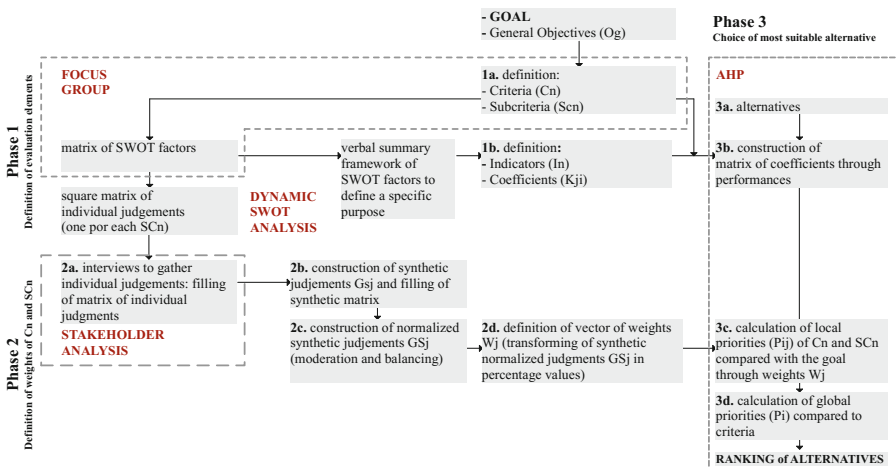 - GOAL
- General Objectives (Og)
Phase 3
Choice of most suitable alternative
Phase 1
Definition of evaluation elements
FOCUS
GROUP
1a. definition:
- Criteria (Cn)
- Subcriteria (Scn)
AHP
3a. alternatives
matrix of SWOT factors
verbal summary
framework of
SWOT factors to
define a specific
purpose
1b. definition:
- Indicators (In)
- Coefficients (Kji)
3b. construction of
matrix of coefficients through
performances
square matrix of
individual judgements
(one por each SCn)
DYNAMIC
SWOT
ANALYSIS
Phase 2
Definition of weights of Cn and SCn
2a. interviews to gather
individual judgements: filling
of matrix of individual
judgments
STAKEHOLDER
ANALYSIS
2b. construction of synthetic
judjements Gsj and filling of
synthetic matrix
2c. construction of normalized
synthetic judjements GSj
(moderation and balancing)
2d. definition of vector of weights
Wj (transforming of synthetic
normalized judgments GSj in
percentage values)
3c. calculation of local
priorities (Pij) of Cn and SCn
compared with the goal
through weights Wj
3d. calculation of global
priorities (Pi) compared to
criteria
RANKING of ALTERNATIVES